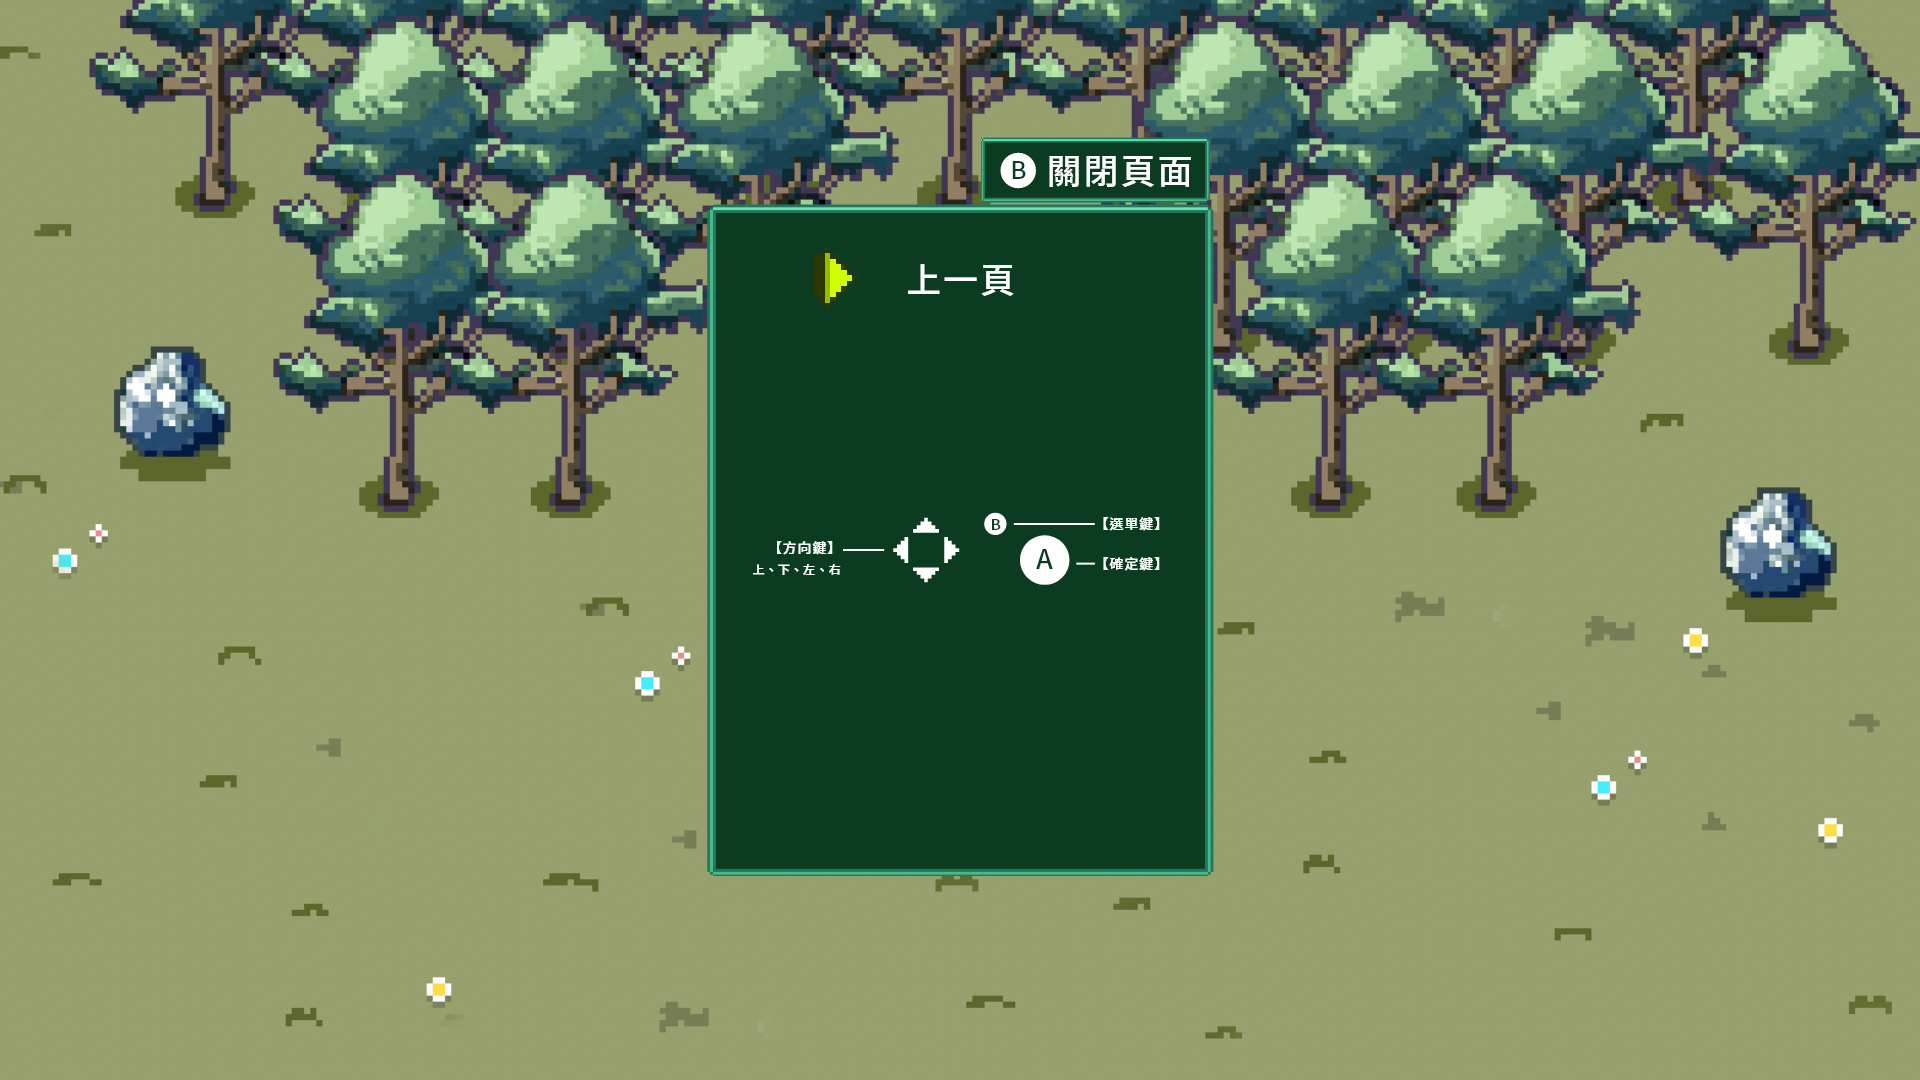 B 關閉頁面
上一頁
B 【選單鍵】
【方向鍵】
上、下、左、右
A 【確定鍵】